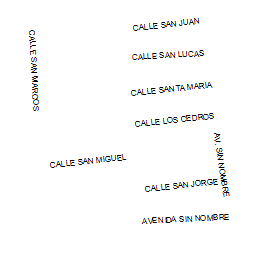 CALLE SAN JUAN
CALLE SAN MARCOS
CALLE SAN LUCAS
CALLE SANTA MARIA
CALLE LOS CEDROS
AV. SIN NOMBRE
CALLE SAN MIGUEL
CALLE SAN JORGE
AVENIDA SIN NOMBRE